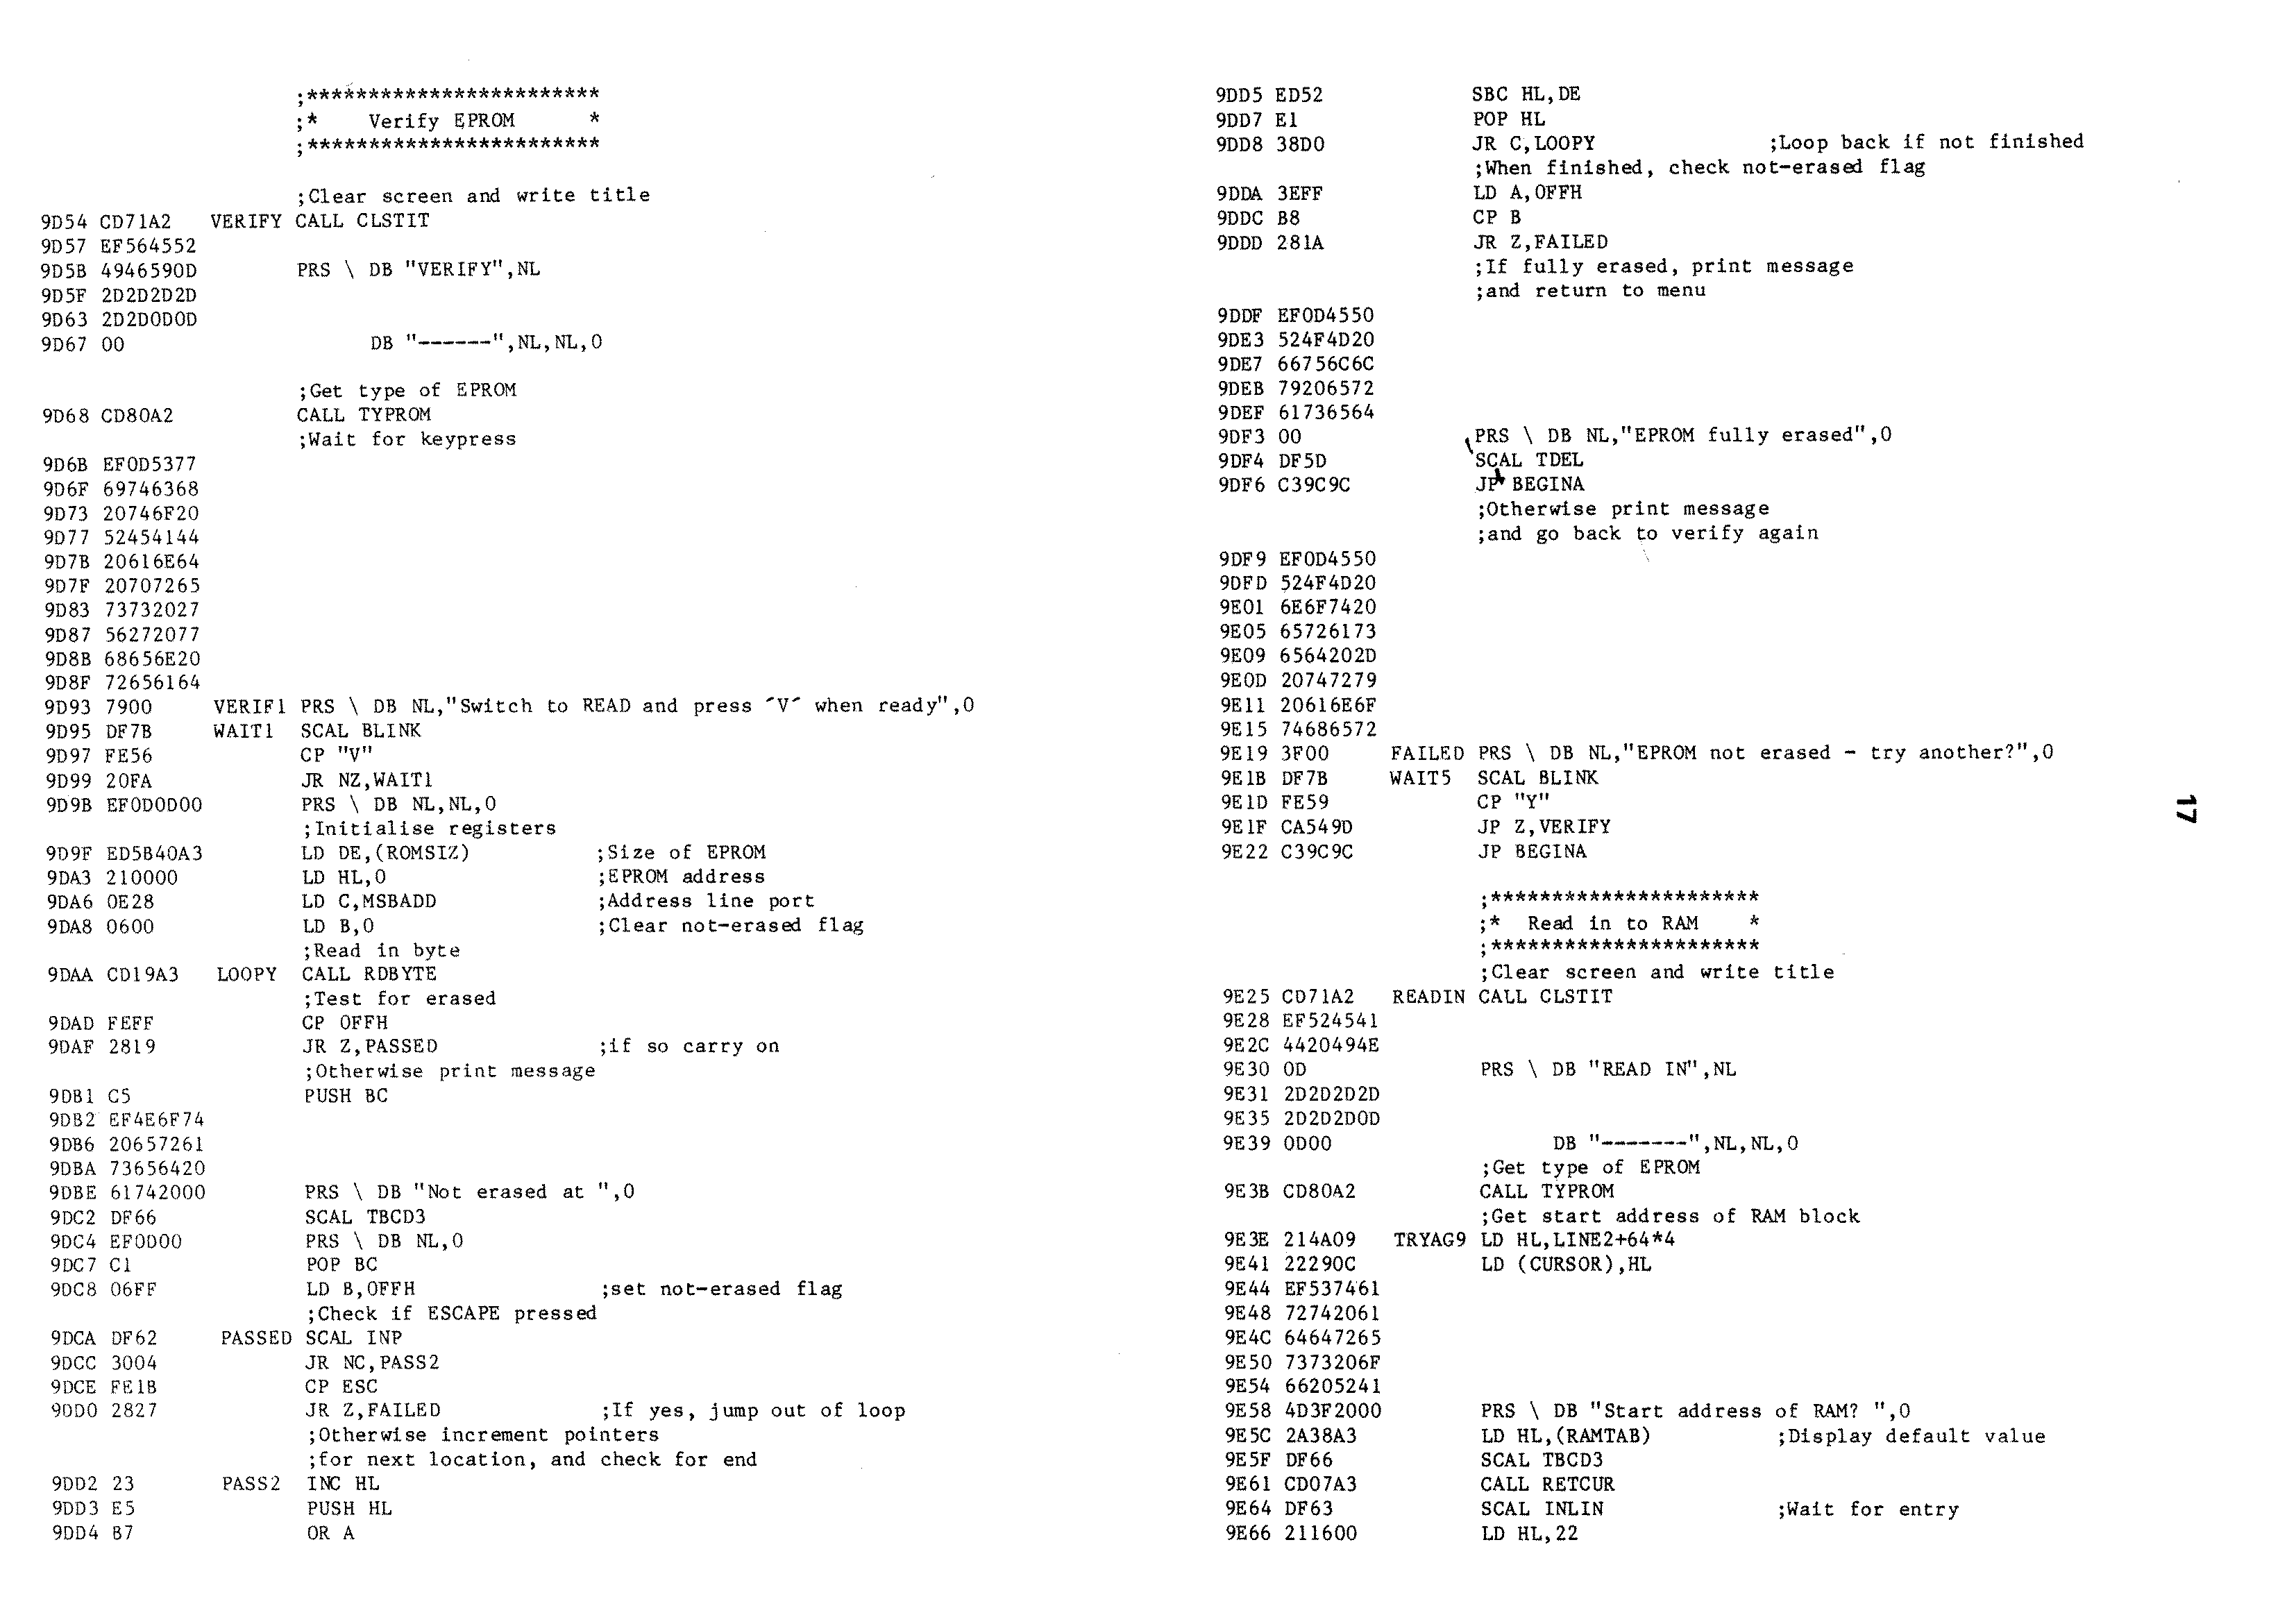 ;************************
;*    Verify EPROM      *
;************************
;Clear screen and write title
9D54 CD71A2   VERIFY CALL CLSTIT
9D57 EF564552
9D5B 4946590D        PRS \ DB "VERIFY",NL
9D5F 2D2D2D2D
9D63 2D2D0D0D
9D67 00                    DB "------",NL,NL,0
;Get type of EPROM
9D68 CD80A2          CALL TYPROM
;Wait for keypress
9D6B EF0D5377
9D6F 69746368
9D73 20746F20
9D77 52454144
9D7B 20616E64
9D7F 20707265
9D83 73732027
9D87 56272077
9D8B 68656E20
9D8F 72656164
9D93 7900     VERIF1 PRS \ DB NL,"Switch to READ and press ´V´ when ready",0
9D95 DF7B     WAIT1  SCAL BLINK
9D97 FE56            CP "V"
9D99 20FA            JR NZ,WAIT1
9D9B EF0D0D00        PRS \ DB NL,NL,0
;Initialise registers
9D9F ED5B40A3        LD DE,(ROMSIZ)          ;Size of EPROM
9DA3 210000          LD HL,0                 ;EPROM address
9DA6 0E28            LD C,MSBADD             ;Address line port
9DA8 0600            LD B,0                  ;Clear not-erased flag
;Read in byte
9DAA CD19A3   LOOPY  CALL RDBYTE
;Test for erased
9DAD FEFF            CP 0FFH
9DAF 2819            JR Z,PASSED             ;if so carry on
;Otherwise print message
9DB1 C5              PUSH BC
9DB2 EF4E6F74
9DB6 20657261
9DBA 73656420
9DBE 61742000        PRS \ DB "Not erased at ",0
9DC2 DF66            SCAL TBCD3
9DC4 EF0D00          PRS \ DB NL,0
9DC7 C1              POP BC
9DC8 06FF            LD B,0FFH               ;set not-erased flag
;Check if ESCAPE pressed
9DCA DF62     PASSED SCAL INP
9DCC 3004            JR NC,PASS2
9DCE FE1B            CP ESC
9DD0 2827            JR Z,FAILED             ;If yes, jump out of loop
;Otherwise increment pointers
;for next location, and check for end
9DD2 23       PASS2  INC HL
9DD3 E5              PUSH HL
9DD4 B7              OR A
9DD5 ED52            SBC HL,DE
9DD7 E1              POP HL
9DD8 38D0            JR C,LOOPY              ;Loop back if not finished
;When finished, check not-erased flag
9DDA 3EFF            LD A,0FFH
9DDC B8              CP B
9DDD 281A            JR Z,FAILED
;If fully erased, print message
;and return to menu
9DDF EF0D4550
9DE3 524F4D20
9DE7 66756C6C
9DEB 79206572
9DEF 61736564
9DF3 00              PRS \ DB NL,"EPROM fully erased",0
9DF4 DF5D            SCAL TDEL
9DF6 C39C9C          JP BEGINA
;Otherwise print message
;and go back to verify again
9DF9 EF0D4550
9DFD 524F4D20
9E01 6E6F7420
9E05 65726173
9E09 6564202D
9E0D 20747279
9E11 20616E6F
9E15 74686572
9E19 3F00     FAILED PRS \ DB NL,"EPROM not erased - try another?",0
9E1B DF7B     WAIT5  SCAL BLINK
9E1D FE59            CP "Y"
9E1F CA549D          JP Z,VERIFY
9E22 C39C9C          JP BEGINA
;**********************
;*  Read in to RAM    *
;**********************
;Clear screen and write title
9E25 CD71A2   READIN CALL CLSTIT
9E28 EF524541
9E2C 4420494E
9E30 0D              PRS \ DB "READ IN",NL
9E31 2D2D2D2D
9E35 2D2D2D0D
9E39 0D00                  DB "-------",NL,NL,0
;Get type of EPROM
9E3B CD80A2          CALL TYPROM
;Get start address of RAM block
9E3E 214A09   TRYAG9 LD HL,LINE2+64*4
9E41 22290C          LD (CURSOR),HL
9E44 EF537461
9E48 72742061
9E4C 64647265
9E50 7373206F
9E54 66205241
9E58 4D3F2000        PRS \ DB "Start address of RAM? ",0
9E5C 2A38A3          LD HL,(RAMTAB)          ;Display default value
9E5F DF66            SCAL TBCD3
9E61 CD07A3          CALL RETCUR
9E64 DF63            SCAL INLIN              ;Wait for entry
9E66 211600          LD HL,22
17